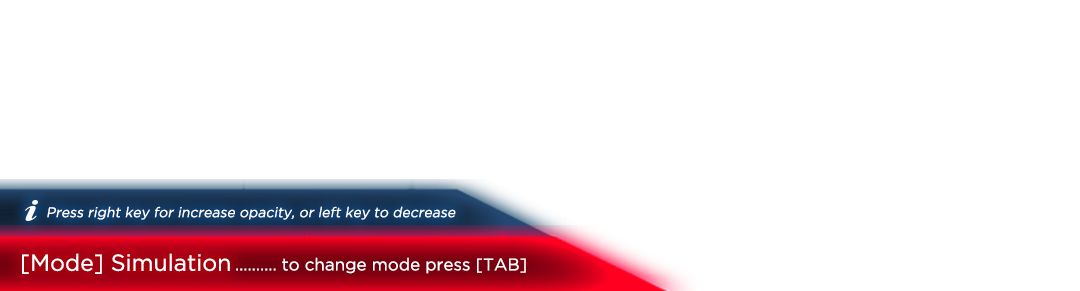 i Press right key for increase opacity, or left key to decrease
[Mode] Simulation .......... to change mode press [TAB]